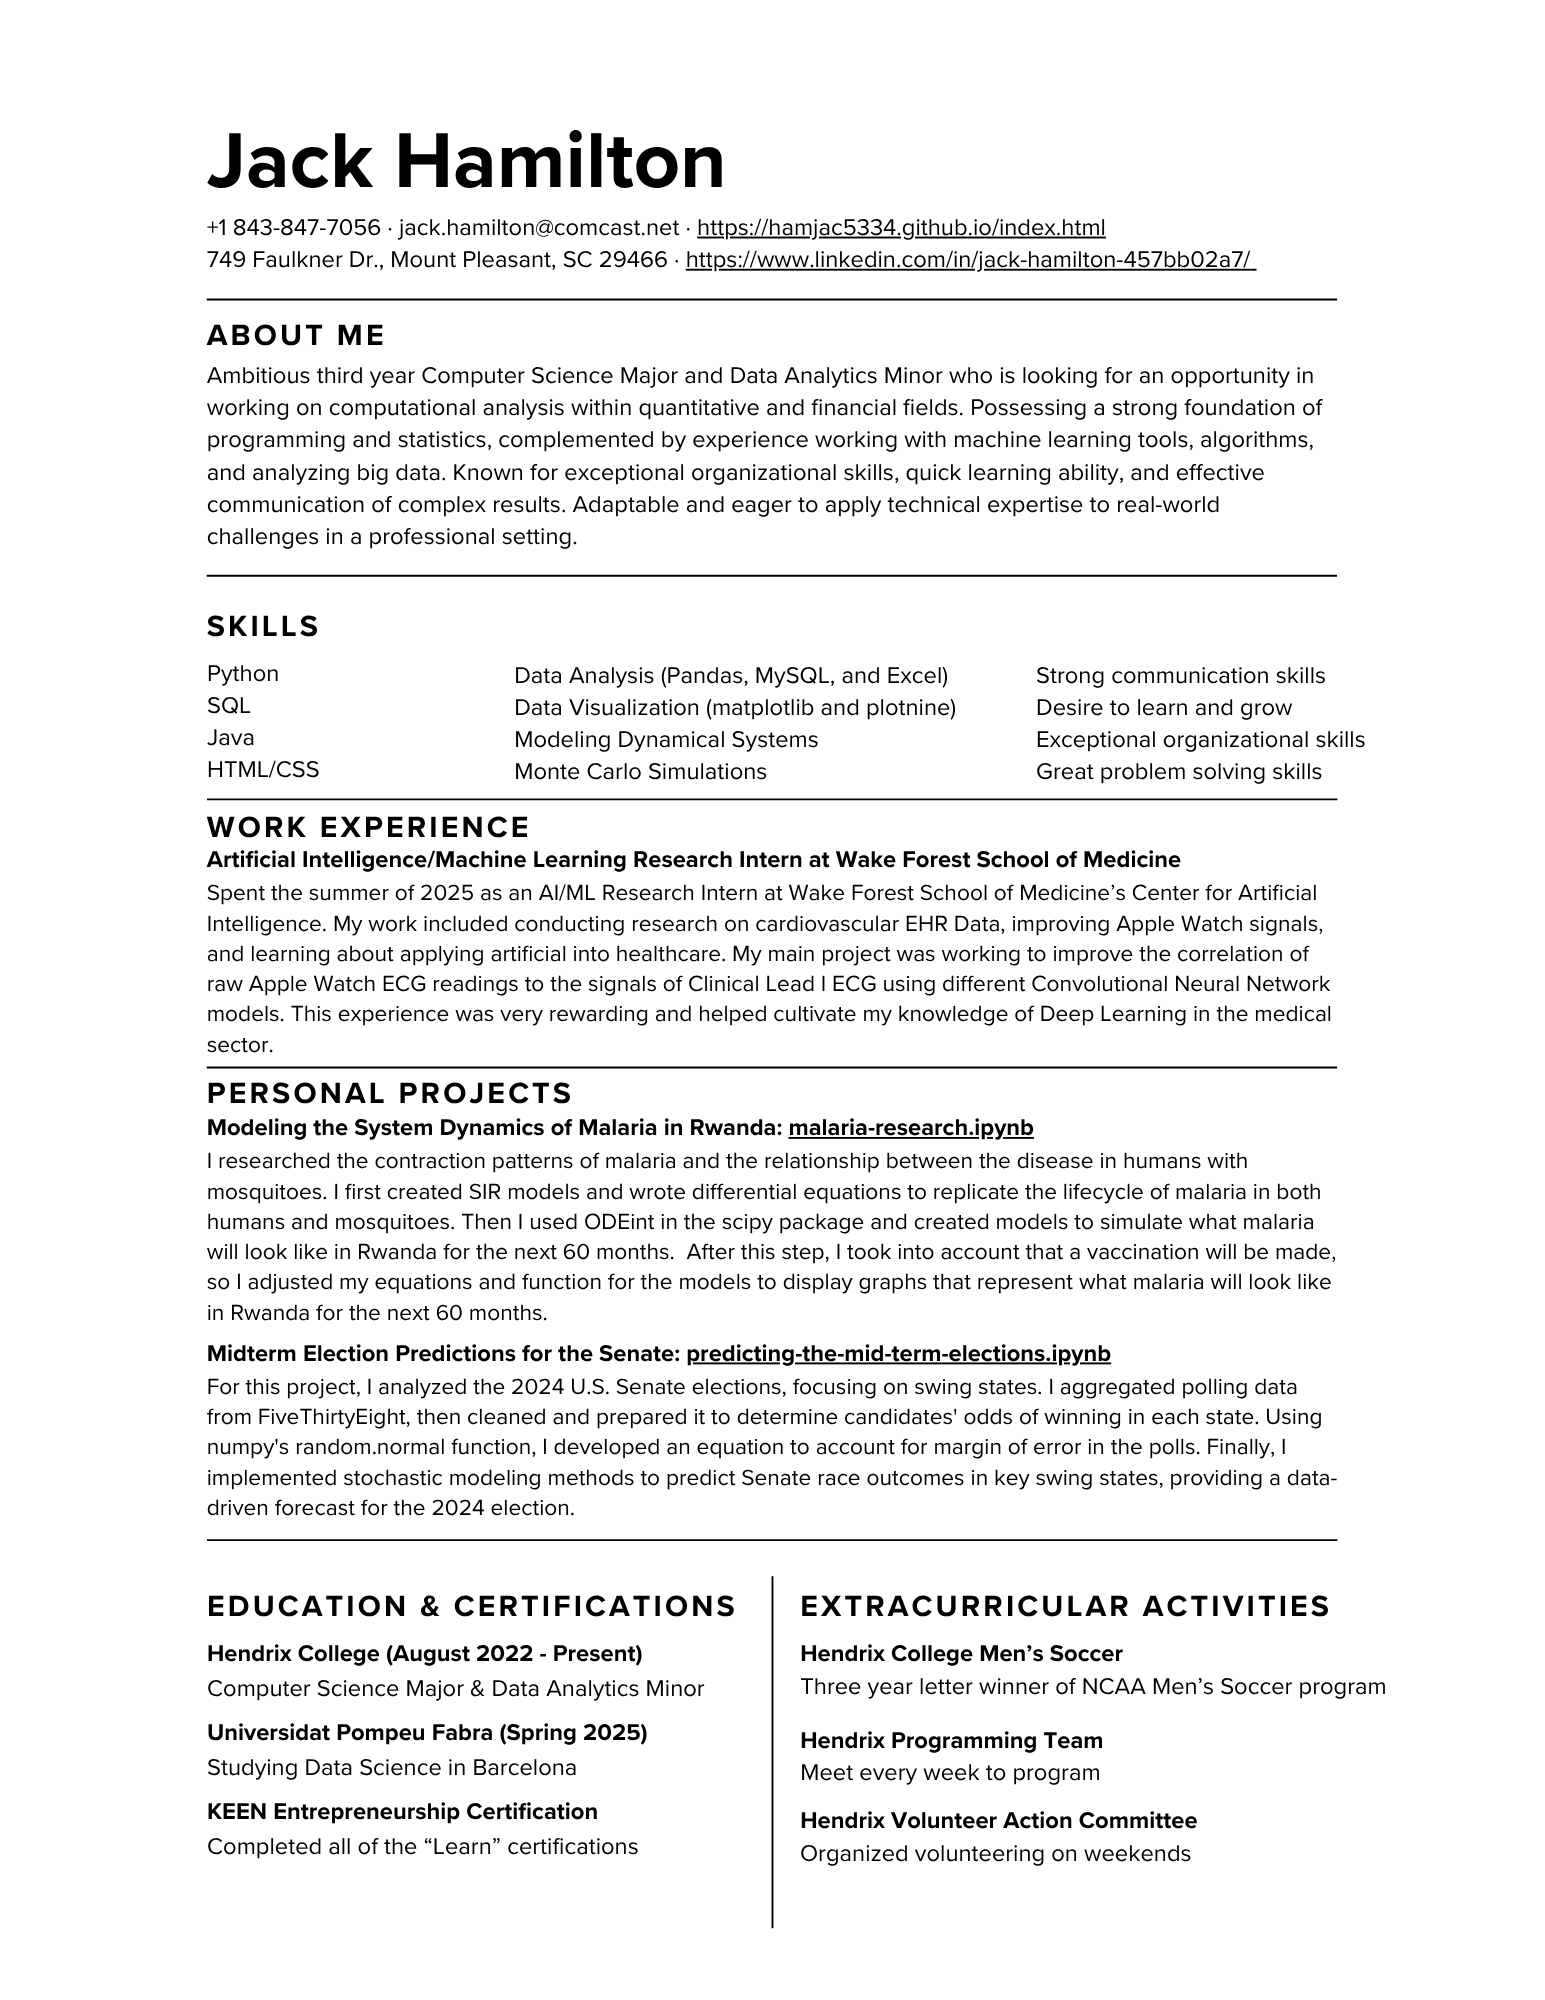 Jack Hamilton
+1 843-847-7056 · jack.hamilton@comcast.net · https://hamjac5334.github.io/index.html
749 Faulkner Dr., Mount Pleasant, SC 29466 · https://www.linkedin.com/in/jack-hamilton-457bb02a7/
ABOUT ME
Ambitious third year Computer Science Major and Data Analytics Minor who is looking for an opportunity in
working on computational analysis within quantitative and financial fields. Possessing a strong foundation of
programming and statistics, complemented by experience working with machine learning tools, algorithms,
and analyzing big data. Known for exceptional organizational skills, quick learning ability, and effective
communication of complex results. Adaptable and eager to apply technical expertise to real-world
challenges in a professional setting.
SKILLS
Python
SQL
Java
HTML/CSS
Data Analysis (Pandas, MySQL, and Excel)
Data Visualization (matplotlib and plotnine)
Modeling Dynamical Systems
Monte Carlo Simulations
Strong communication skills
Desire to learn and grow
Exceptional organizational skills
Great problem solving skills
WORK EXPERIENCE
Artificial Intelligence/Machine Learning Research Intern at Wake Forest School of Medicine
Spent the summer of 2025 as an AI/ML Research Intern at Wake Forest School of Medicine’s Center for Artificial
Intelligence. My work included conducting research on cardiovascular EHR Data, improving Apple Watch signals,
and learning about applying artificial into healthcare. My main project was working to improve the correlation of
raw Apple Watch ECG readings to the signals of Clinical Lead I ECG using different Convolutional Neural Network
models. This experience was very rewarding and helped cultivate my knowledge of Deep Learning in the medical
sector.
PERSONAL PROJECTS
Modeling the System Dynamics of Malaria in Rwanda: malaria-research.ipynb
I researched the contraction patterns of malaria and the relationship between the disease in humans with
mosquitoes. I first created SIR models and wrote differential equations to replicate the lifecycle of malaria in both
humans and mosquitoes. Then I used ODEint in the scipy package and created models to simulate what malaria
will look like in Rwanda for the next 60 months.  After this step, I took into account that a vaccination will be made,
so I adjusted my equations and function for the models to display graphs that represent what malaria will look like
in Rwanda for the next 60 months.
Midterm Election Predictions for the Senate: predicting-the-mid-term-elections.ipynb
For this project, I analyzed the 2024 U.S. Senate elections, focusing on swing states. I aggregated polling data
from FiveThirtyEight, then cleaned and prepared it to determine candidates' odds of winning in each state. Using
numpy's random.normal function, I developed an equation to account for margin of error in the polls. Finally, I
implemented stochastic modeling methods to predict Senate race outcomes in key swing states, providing a data-
driven forecast for the 2024 election.
EDUCATION & CERTIFICATIONS
Hendrix College (August 2022 - Present)
Computer Science Major & Data Analytics Minor
Universidat Pompeu Fabra (Spring 2025)
Studying Data Science in Barcelona
KEEN Entrepreneurship Certification
Completed all of the “Learn” certifications
EXTRACURRICULAR ACTIVITIES
Hendrix College Men’s Soccer
Three year letter winner of NCAA Men’s Soccer program
Hendrix Programming Team
Meet every week to program
Hendrix Volunteer Action Committee
Organized volunteering on weekends